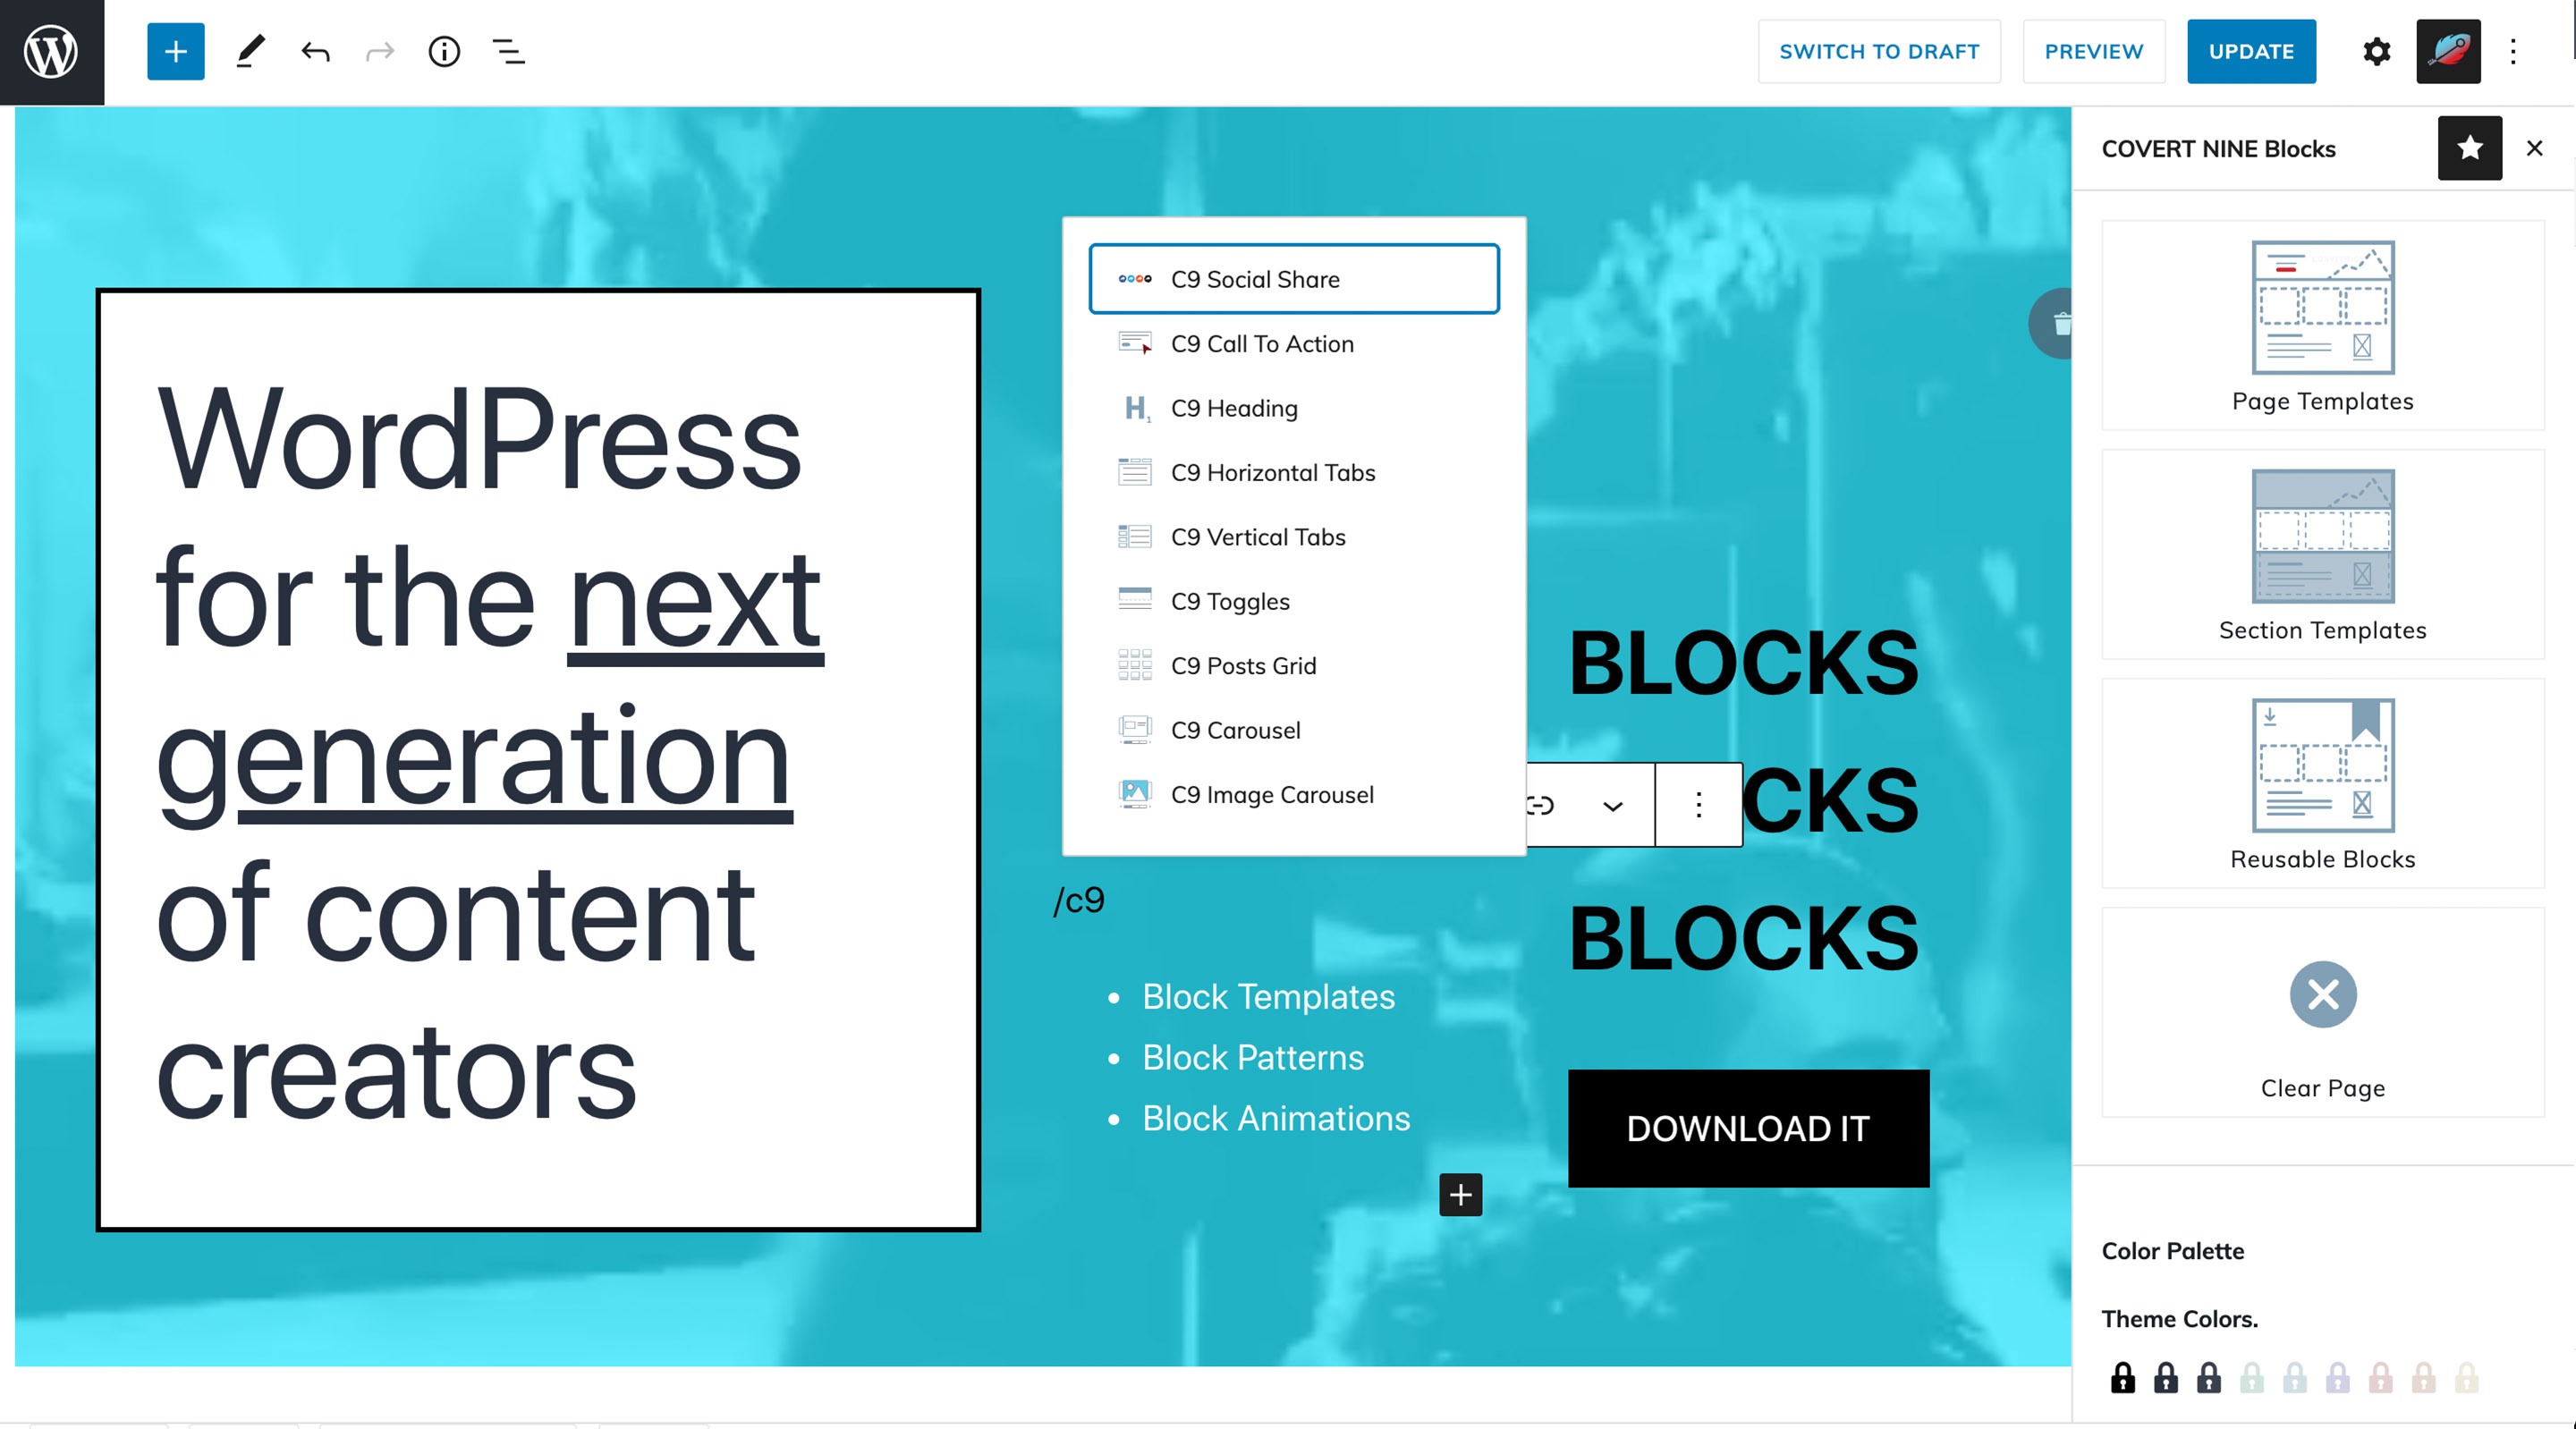 SWITCH TO DRAFT
PREVIEW
UPDATE
COVERT NINE Blocks
WordPress
for the next
generation
of content
creators
C9 Social Share
C9 Call To Action
C9 Heading
C9 Horizontal Tabs
C9 Vertical Tabs
C9 Toggles
C9 Posts Grid
C9 Carousel
C9 Image Carousel
/c9
Block Templates
Block Patterns
Block Animations
BLOCKS
CKS
BLOCKS
DOWNLOAD IT
Page Templates
Section Templates
Reusable Blocks
Clear Page
Color Palette
Theme Colors.